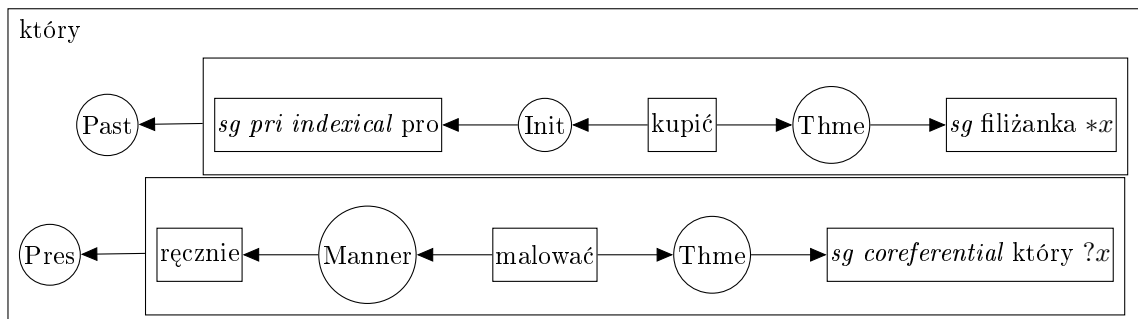 który
Past sg pri indexical pro Init kupić Thme sg filiżanka *x
Pres ręcznie Manner malować Thme sg coreferential który ?x